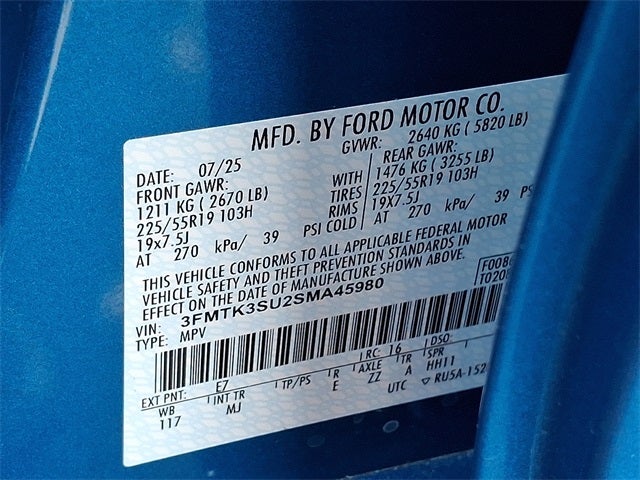 MFD. BY FORD MOTOR CO.
DATE: 07/25 GVWR: 2640 KG ( 5820 LB)
FRONT GAWR: REAR GAWR:
1211 KG ( 2670 LB) WITH 1476 KG ( 3255 LB)
225/55R19 103H TIRES 225/55R19 103H
19x7.5J RIMS 19X7.5J
AT 270 kPa/ 39 PSI COLD AT 270 kPa/ 39
THIS VEHICLE CONFORMS TO ALL APPLICABLE FEDERAL MOTOR
VEHICLE SAFETY AND THEFT PREVENTION STANDARDS IN
EFFECT ON THE DATE OF MANUFACTURE SHOWN ABOVE.
VIN: 3FMTK3SU2SMA45980
TYPE: MPV
EXT PNT: E7 RC: 16 DSO:
WB INT TR TP/PS R AXLE TR SPR
117 MJ E ZZ A HH11
UTC ▽ RU5A-152